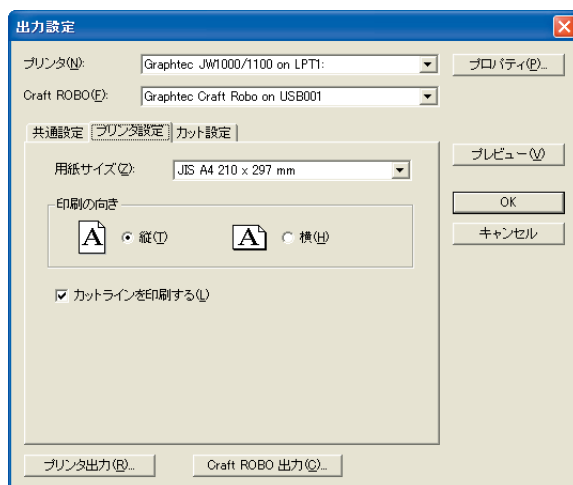 出力設定
プリンタ(N): Graphtec JW1000/1100 on LPT1: プロパティ(P)...
Craft ROBO(F): Graphtec Craft Robo on USB001
共通設定 プリンタ設定 カット設定
プレビュー(V)
用紙サイズ(Z): JIS A4 210 x 297 mm
OK
印刷の向き
キャンセル
A 縦(T) A 横(H)
カットラインを印刷する(L)
プリンタ出力(R)... Craft ROBO 出力(C)...